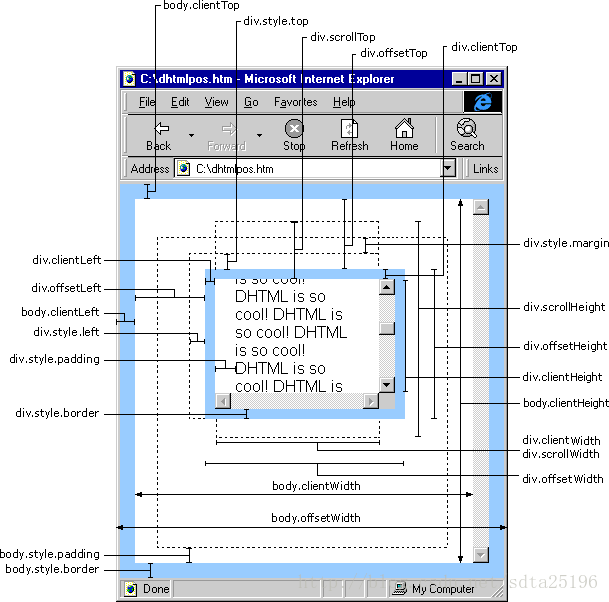 body.clientTop
div.style.top
div.scrollTop
div.offsetTop
div.clientTop
C:\dhtmlpos.htm - Microsoft Internet Explorer
File Edit View Go Favorites Help
Back Forward Stop Refresh Home Search
Address C:\dhtmlpos.htm Links
div.style.margin
div.clientLeft
div.offsetLeft
body.clientLeft
div.style.left
div.style.padding
div.style.border
is so cool!
DHTML is so
cool! DHTML is
so cool! DHTML
is so cool!
DHTML is so
cool! DHTML is
div.scrollHeight
div.offsetHeight
div.clientHeight
body.clientHeight
div.clientWidth
div.scrollWidth
div.offsetWidth
body.clientWidth
body.offsetWidth
body.style.padding
body.style.border
Done My Computer